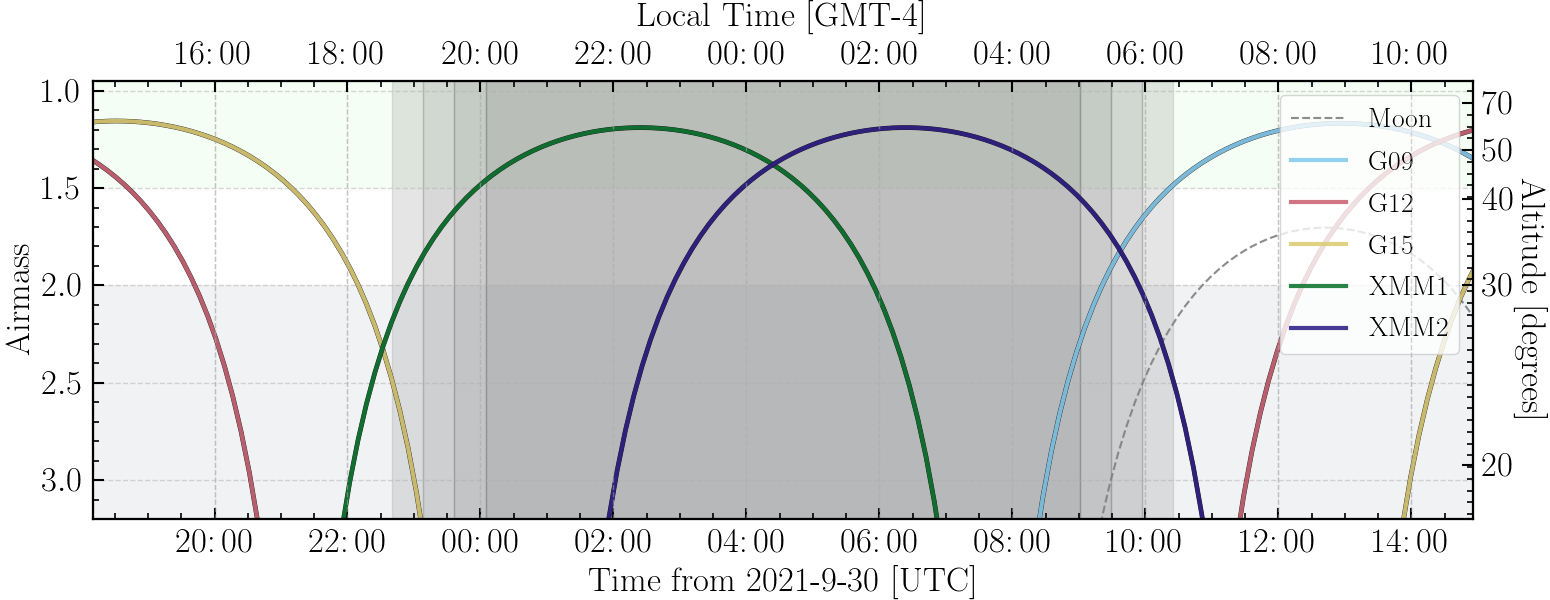 Local Time [GMT-4]
16:00 18:00 20:00 22:00 00:00 02:00 04:00 06:00 08:00 10:00
Airmass
1.0
1.5
2.0
2.5
3.0
Moon
G09
G12
G15
XMM1
XMM2
70
50
40
30
20
Altitude [degrees]
20:00 22:00 00:00 02:00 04:00 06:00 08:00 10:00 12:00 14:00
Time from 2021-9-30 [UTC]